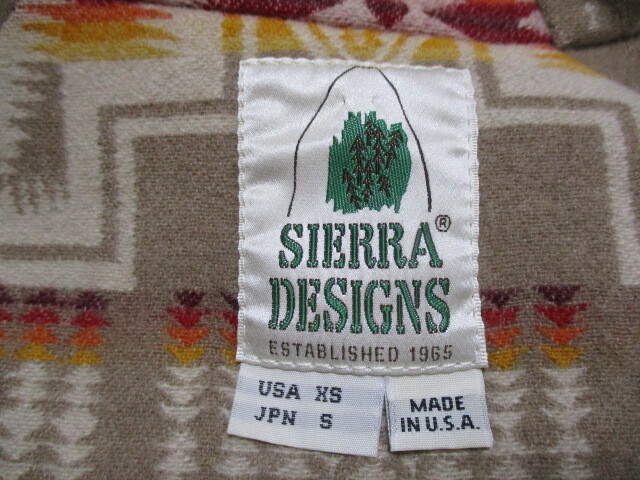 SIERRA®
DESIGNS
ESTABLISHED 1965
USA XS
JPN S
MADE
IN U.S.A.